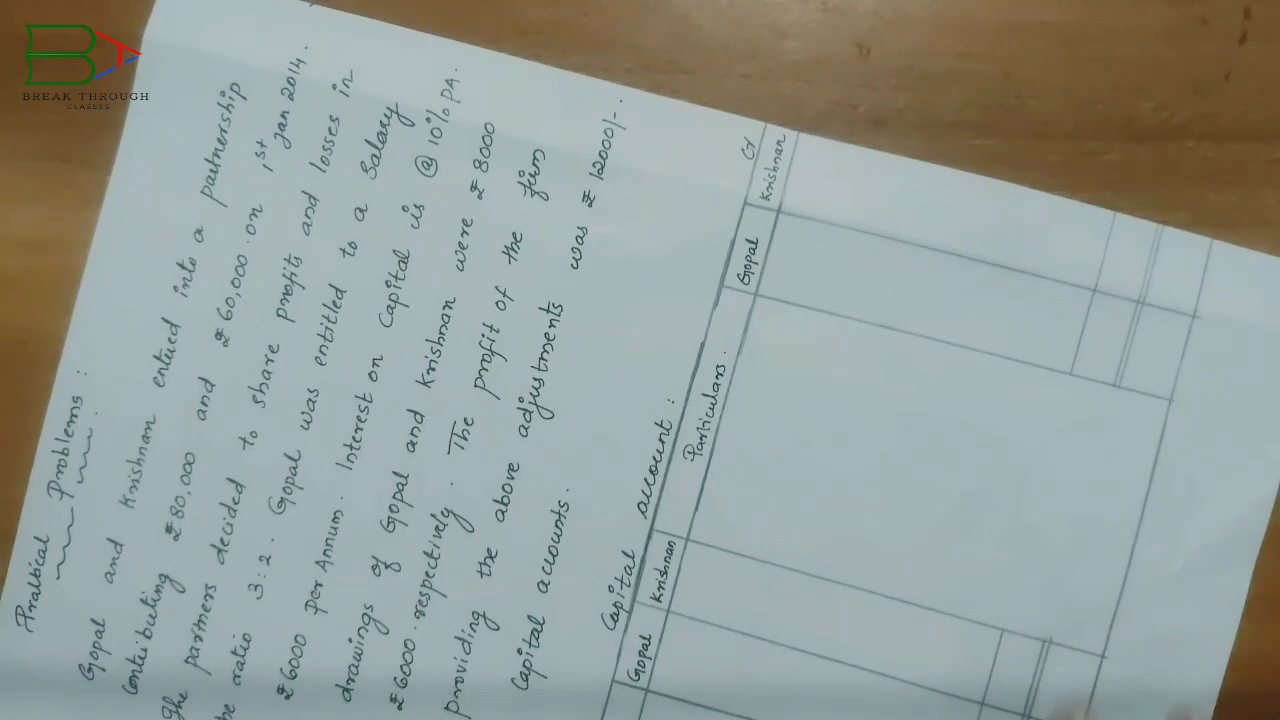 BREAK THROUGH
CLASSES
Practical Problems :
Gopal and Krishnan entered into a partnership
Contributing ₹ 80,000 and ₹ 60,000 on 1st Jan 2014.
The partners decided to share profits and losses in
he ratio 3:2. Gopal was entitled to a Salary
₹ 6000 per Annum. Interest on Capital is @ 10% P.A.
drawings of Gopal and Krishnan were ₹ 8000
₹ 6000 respectively. The profit of the firm
providing the above adjustments was ₹ 12000/-.
Capital accounts.
Capital account :
Gopal Krishnan Particulars. Gopal Krishnan
Cr